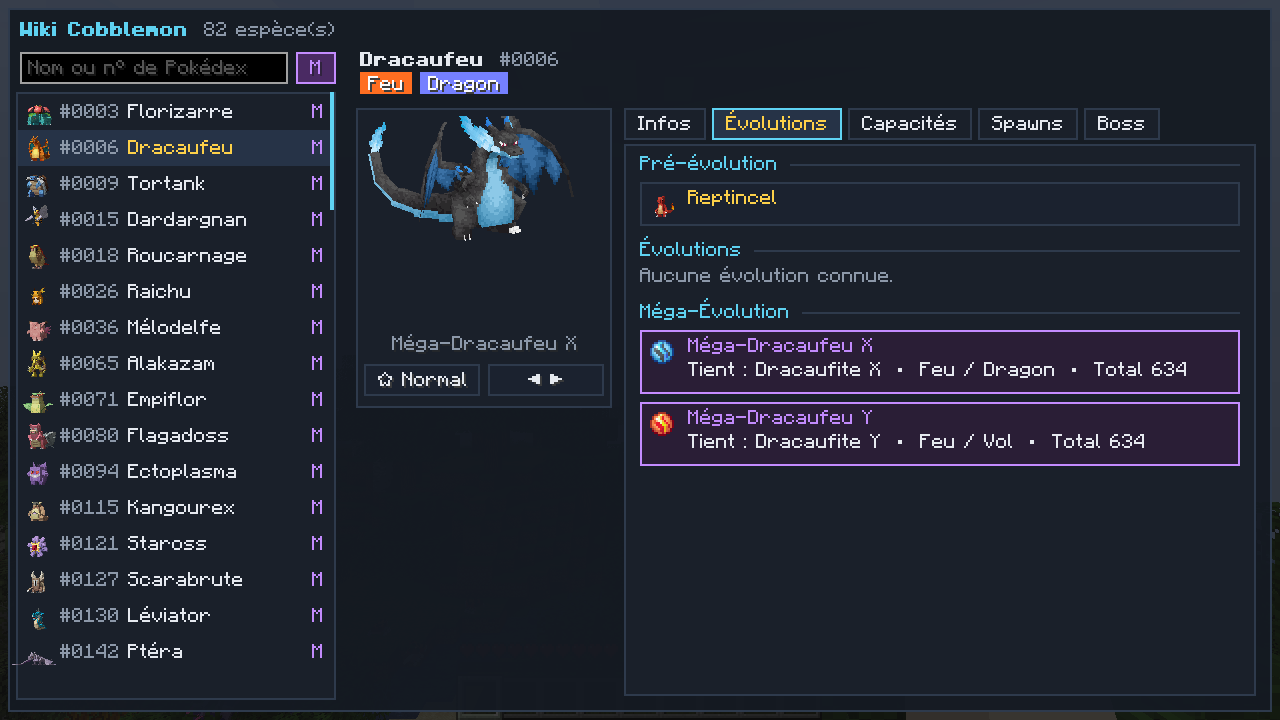 Wiki Cobblemon 82 espèce(s)
Nom ou n° de Pokédex M
#0003 Florizarre M
#0006 Dracaufeu M
#0009 Tortank M
#0015 Dardargnan M
#0018 Roucarnage M
#0026 Raichu M
#0036 Mélodelfe M
#0065 Alakazam M
#0071 Empiflor M
#0080 Flagadoss M
#0094 Ectoplasma M
#0115 Kangourex M
#0121 Staross M
#0127 Scarabrute M
#0130 Léviator M
#0142 Ptéra M
Dracaufeu #0006
Feu Dragon
Méga-Dracaufeu X
☆ Normal ◀ ▶
Infos Évolutions Capacités Spawns Boss
Pré-évolution
Reptincel
Évolutions
Aucune évolution connue.
Méga-Évolution
Méga-Dracaufeu X
Tient : Dracaufite X • Feu / Dragon • Total 634
Méga-Dracaufeu Y
Tient : Dracaufite Y • Feu / Vol • Total 634